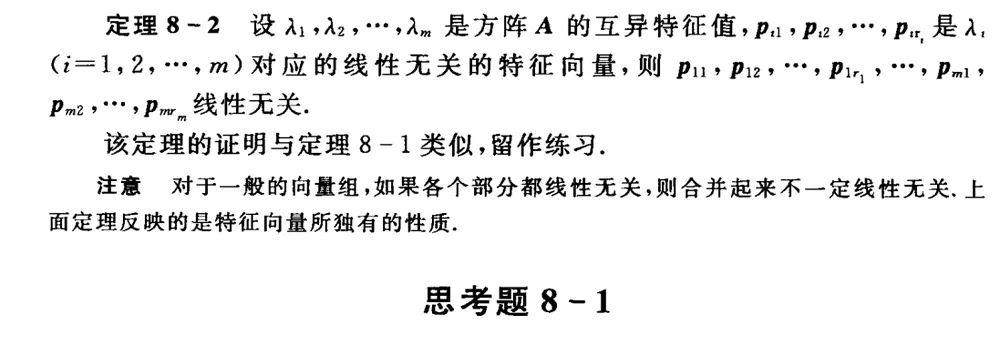 定理8-2 设 λ₁,λ₂,⋯,λₘ 是方阵 A 的互异特征值,pᵢ₁,pᵢ₂,⋯,pᵢᵣᵢ 是 λᵢ
(i=1,2,⋯,m)对应的线性无关的特征向量,则 p₁₁,p₁₂,⋯,p₁ᵣ₁,⋯,pₘ₁,
pₘ₂,⋯,pₘᵣₘ线性无关.
该定理的证明与定理8-1类似,留作练习.
注意 对于一般的向量组,如果各个部分都线性无关,则合并起来不一定线性无关.上
面定理反映的是特征向量所独有的性质.
思考题8-1